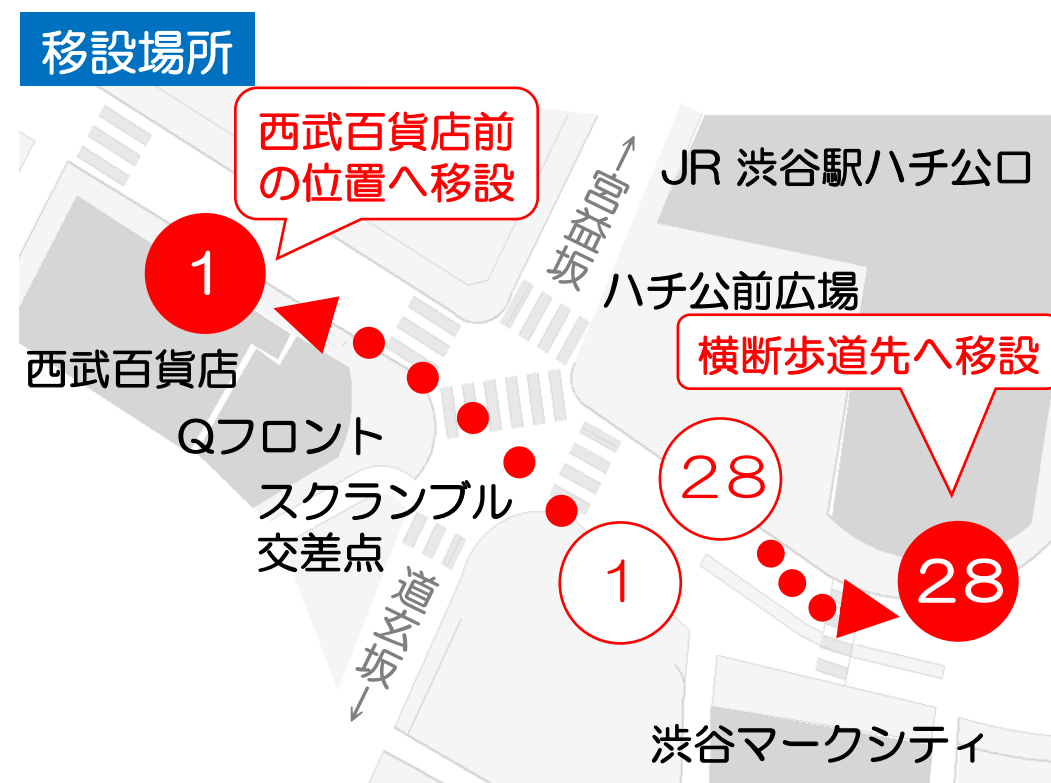 移設場所
西武百貨店前
の位置へ移設
←宮益坂
JR 渋谷駅ハチ公口
1
ハチ公前広場
横断歩道先へ移設
西武百貨店
Qフロント
28
スクランブル
交差点
1
28
道玄坂→
渋谷マークシティ